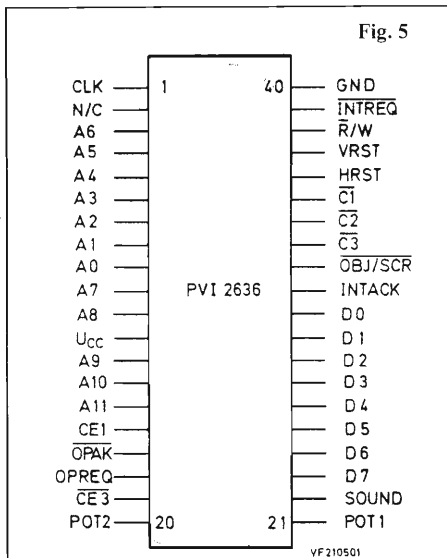 Fig. 5
CLK 1 40 GND
N/C INTREQ
A6 R/W
A5 VRST
A4 HRST
A3 C1
A2 C2
A1 C3
A0 OBJ/SCR
A7 PVI 2636 INTACK
A8 D0
UCC D1
A9 D2
A10 D3
A11 D4
CE1 D5
OPAK D6
OPREQ D7
CE3 SOUND
POT2 20 21 POT1
YF210501